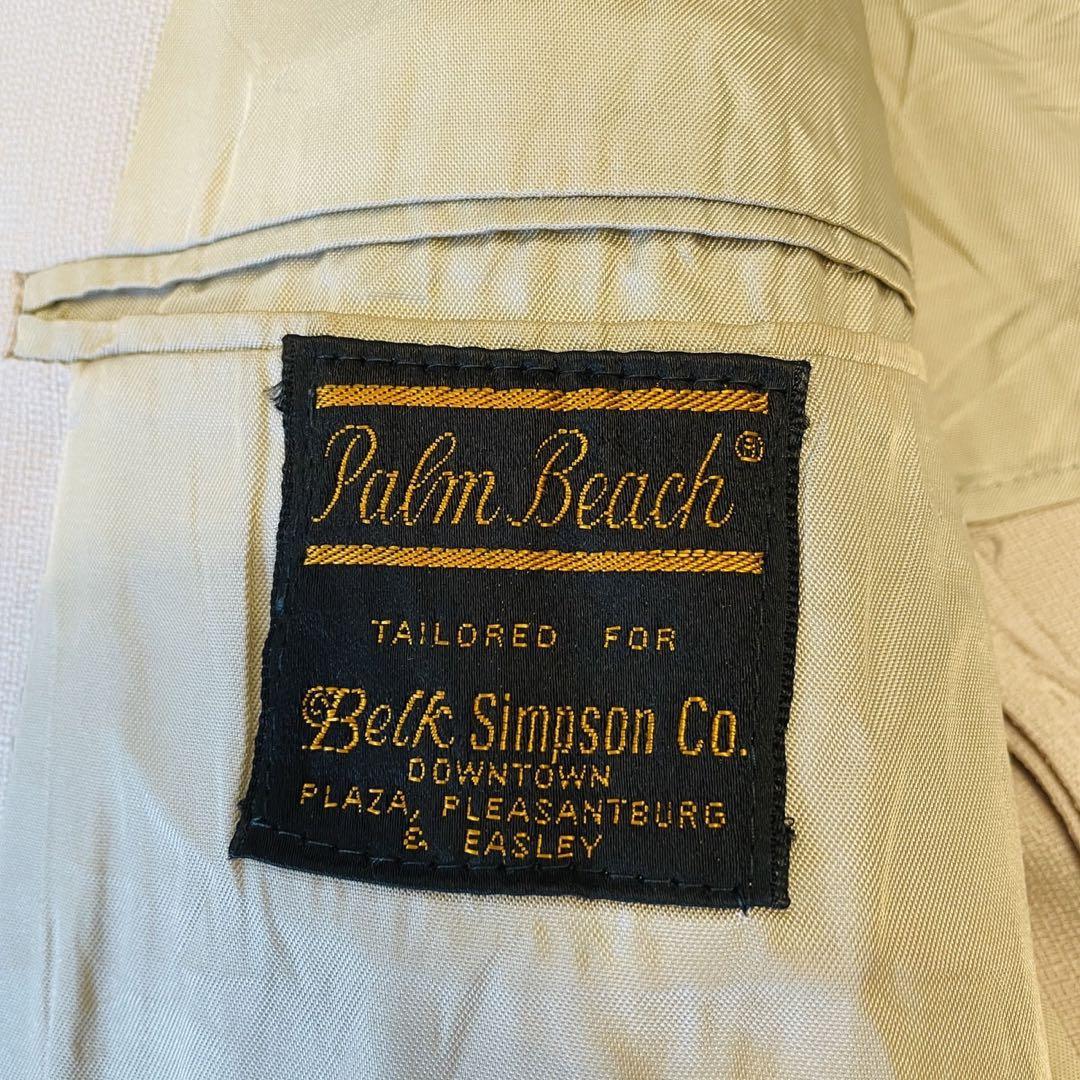 Palm Beach®
TAILORED FOR
Belk Simpson Co.
DOWNTOWN
PLAZA, PLEASANTBURG
& EASLEY